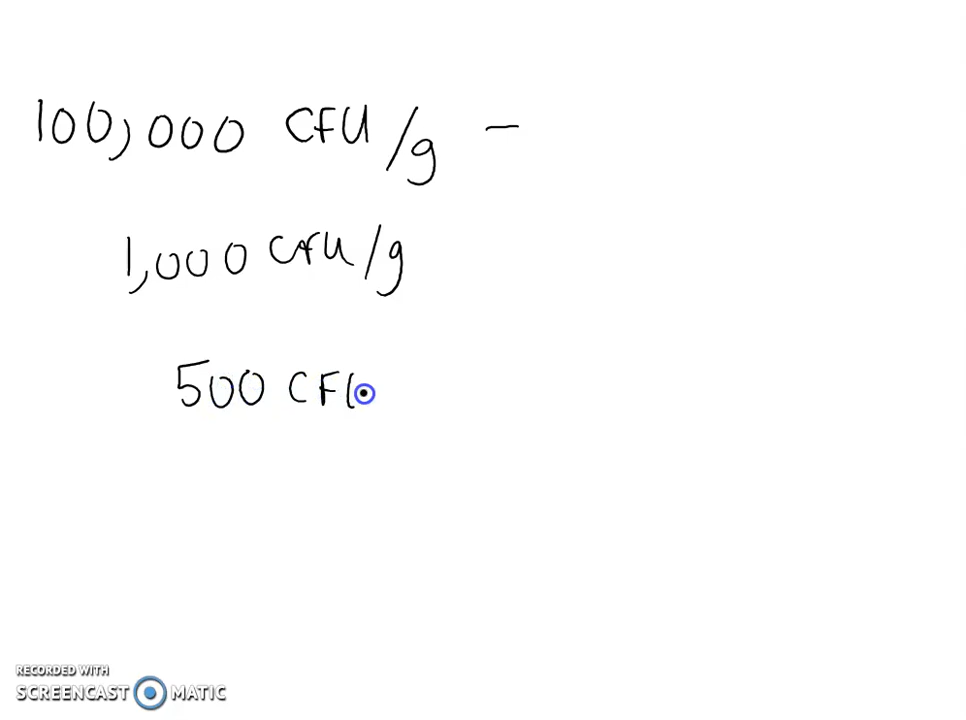 100,000 CFU/g –
1,000 CFU/g
500 CF
RECORDED WITH
SCREENCAST MATIC